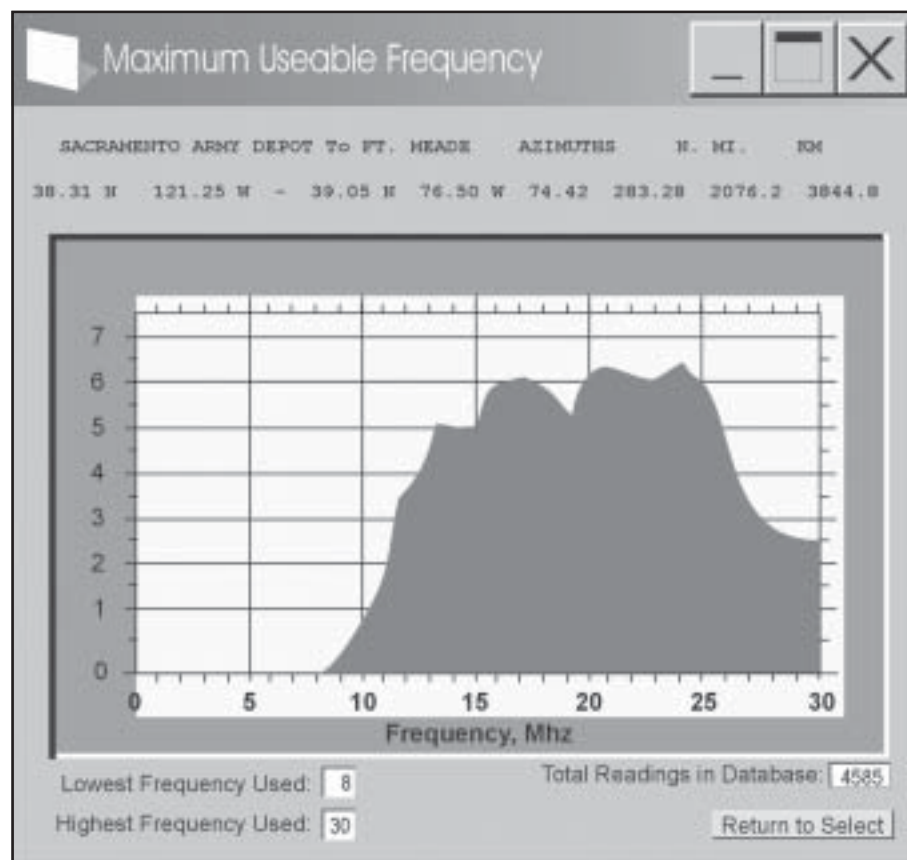 Maximum Useable Frequency
SACRAMENTO ARMY DEPOT To FT. MEADE AZIMUTHS N. MI. KM
38.31 N 121.25 W - 39.05 N 76.50 W 74.42 283.28 2076.2 3844.8
7
6
5
4
3
2
1
0
0 5 10 15 20 25 30
Frequency, Mhz
Lowest Frequency Used: 8
Total Readings in Database: 4585
Highest Frequency Used: 30
Return to Select